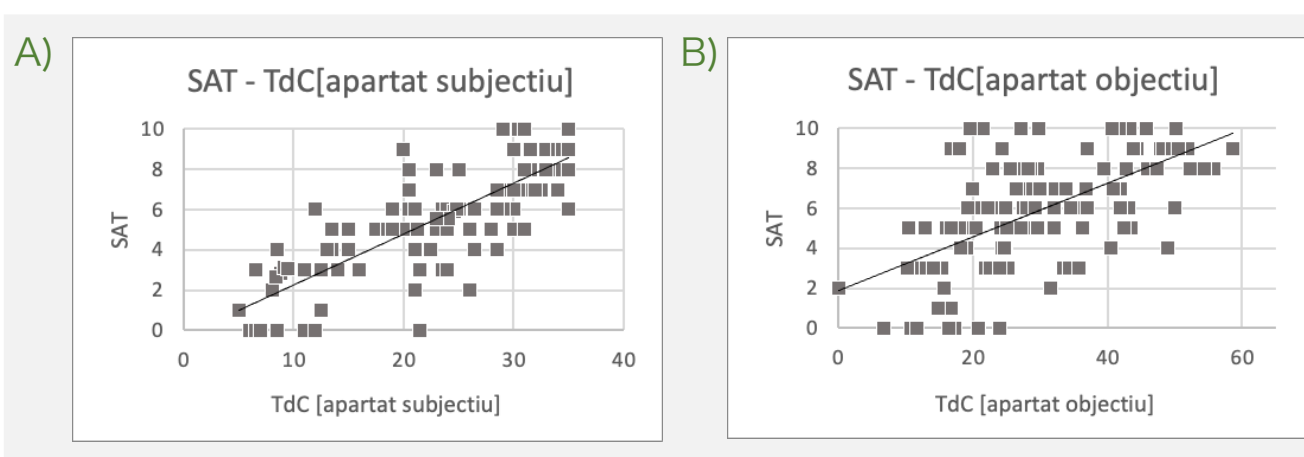 A)
SAT - TdC[apartat subjectiu]
10
8
6
4
2
0
SAT
0 10 20 30 40
TdC [apartat subjectiu]
B)
SAT - TdC[apartat objectiu]
10
8
6
4
2
0
SAT
0 20 40 60
TdC [apartat objectiu]